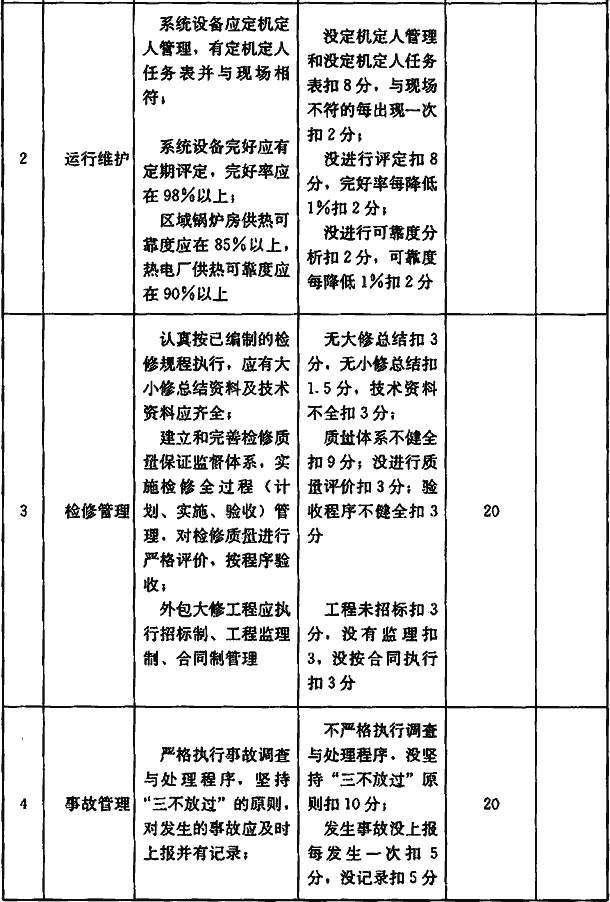 2
运行维护
系统设备应定机定
人管理，有定机定人
任务表并与现场相
符；
系统设备完好应有
定期评定，完好率应
在98%以上；
区域锅炉房供热可
靠度应在85%以上，
热电厂供热可靠度应
在90%以上
没定机定人管理
和没定机定人任务
表扣8分，与现场
不符的每出现一次
扣2分；
没进行评定扣8
分，完好率每降低
1%扣2分；
没进行可靠度分
析扣2分，可靠度
每降低1%扣2分
3
检修管理
认真按已编制的检
修规程执行，应有大
小修总结资料及技术
资料应齐全；
建立和完善检修质
量保证监督体系，实
施检修全过程（计
划、实施、验收）管
理，对检修质量进行
严格评价，按程序验
收；
外包大修工程应执
行招标制、工程监理
制、合同制管理
无大修总结扣3
分，无小修总结扣
1.5分，技术资料
不全扣3分；
质量体系不健全
扣9分；没进行质
量评价扣3分；验
收程序不健全扣3
分
工程未招标扣3
分，没有监理扣
3，没按合同执行
扣3分
20
4
事故管理
严格执行事故调查
与处理程序，坚持
“三不放过”的原则，
对发生的事故应及时
上报并有记录；
不严格执行调查
与处理程序，没坚
持“三不放过”原
则扣10分；
发生事故没上报
每发生一次扣5
分，没记录扣5分
20